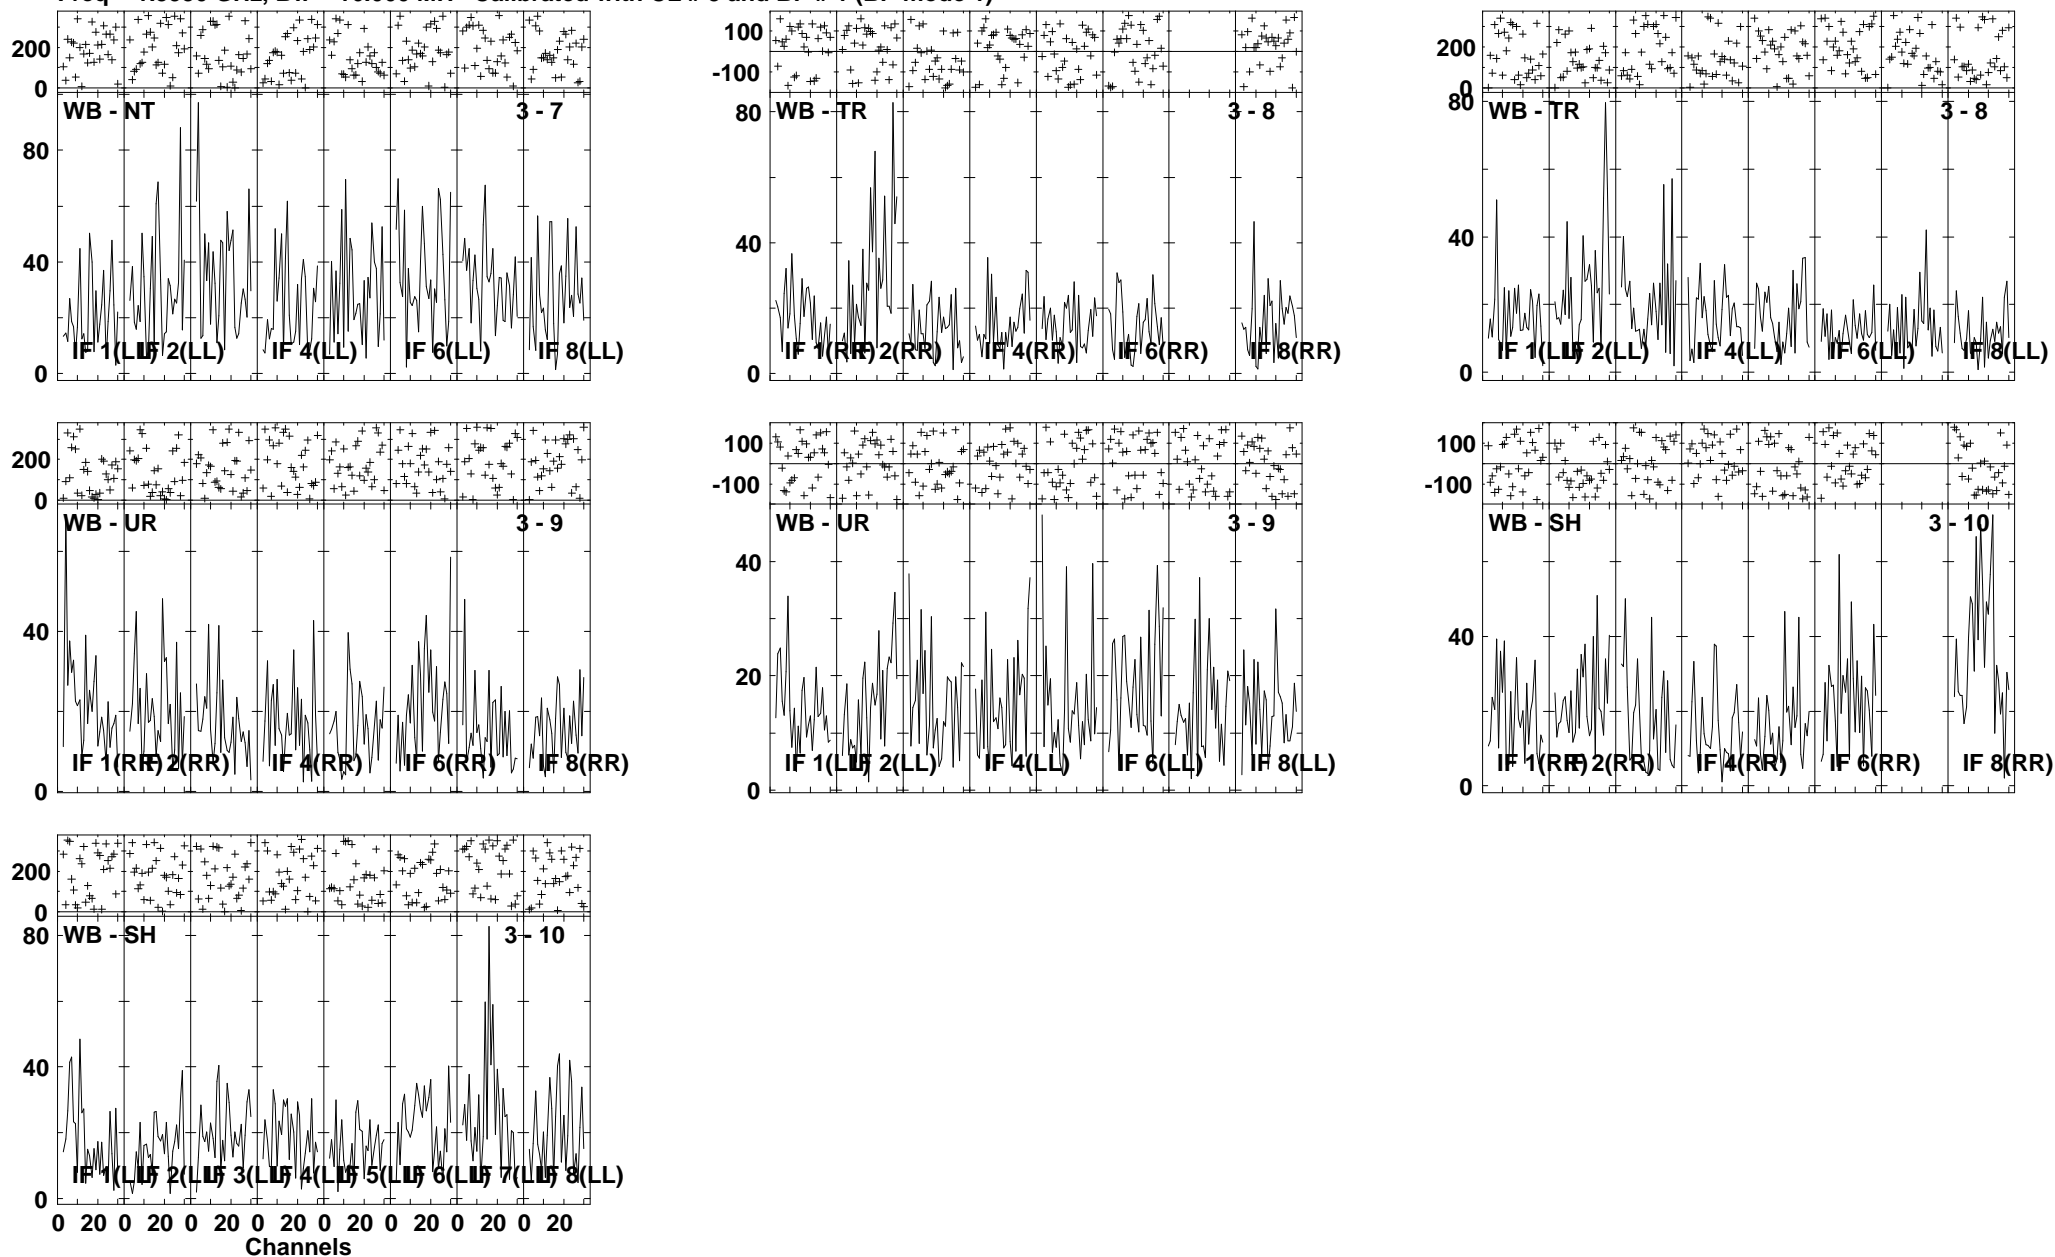 200
0
WB - NT
3 - 7
80
40
0
IF 1(LL) IF 2(LL) IF 4(LL) IF 6(LL) IF 8(LL)
100
-100
WB - TR
3 - 8
80
40
0
IF 1(RR) IF 2(RR) IF 4(RR) IF 6(RR) IF 8(RR)
200
0
80
WB - TR
3 - 8
40
0
IF 1(LL) IF 2(LL) IF 4(LL) IF 6(LL) IF 8(LL)
200
0
WB - UR
3 - 9
40
0
IF 1(RR) IF 2(RR) IF 4(RR) IF 6(RR) IF 8(RR)
100
-100
WB - UR
3 - 9
40
20
0
IF 1(LL) IF 2(LL) IF 4(LL) IF 6(LL) IF 8(LL)
100
-100
WB - SH
3 - 10
40
0
IF 1(RR) IF 2(RR) IF 4(RR) IF 6(RR) IF 8(RR)
200
0
WB - SH
3 - 10
80
40
0
IF 1(LL) IF 2(LL) IF 3(LL) IF 4(LL) IF 5(LL) IF 6(LL) IF 7(LL) IF 8(LL)
0 20 0 20 0 20 0 20 0 20 0 20 0 20 0 20
Channels